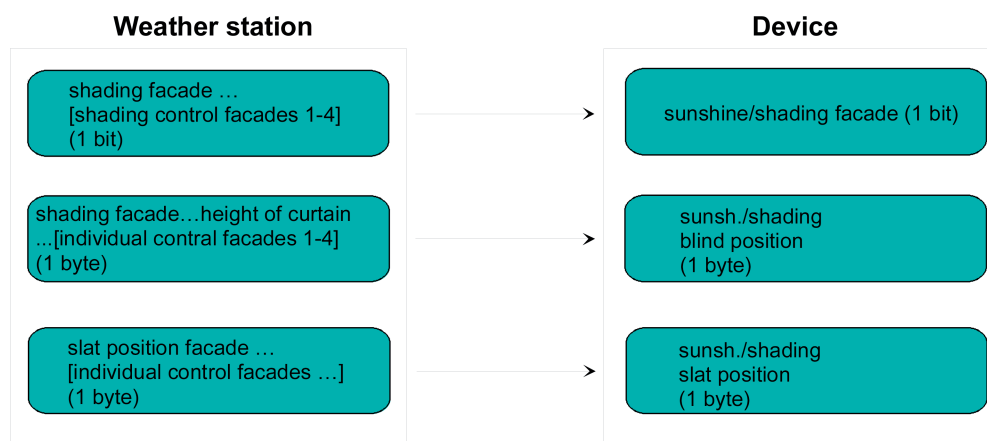 Weather station
Device
shading facade …
[shading control facades 1-4]
(1 bit)
sunshine/shading facade (1 bit)
shading facade…height of curtain
...[individual contral facades 1-4]
(1 byte)
sunsh./shading
blind position
(1 byte)
slat position facade …
[individual control facades …]
(1 byte)
sunsh./shading
slat position
(1 byte)